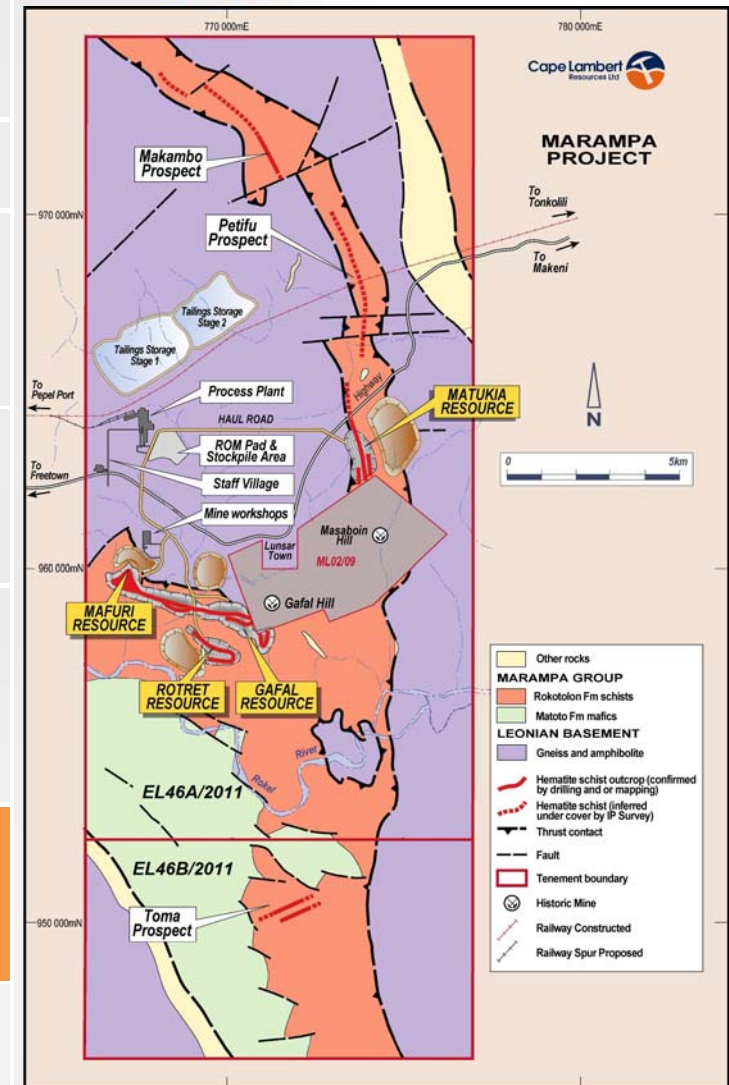 770 000mE
780 000mE
Cape Lambert
Resources Ltd
MARAMPA
PROJECT
Makambo
Prospect
To
Tonkolili
970 000mN
Petifu
Prospect
To
Makeni
Tailings Storage
Stage 2
Tailings Storage
Stage 1
To
Pepel Port
Process Plant
Highway
MATUKIA
RESOURCE
HAUL ROAD
N
ROM Pad &
Stockpile Area
0
5km
To
Freetown
Staff Village
Mine workshops
Masaboin
Hill
Lunsar
Town
ML02/09
960 000mN
Gafal Hill
MAFURI
RESOURCE
ROTRET
RESOURCE
GAFAL
RESOURCE
Other rocks
MARAMPA GROUP
Rokotolon Fm schists
Matoto Fm mafics
LEONIAN BASEMENT
Gneiss and amphibolite
Hematite schist outcrop (confirmed
by drilling and or mapping)
Hematite schist (inferred
under cover by IP Survey)
Thrust contact
Fault
Tenement boundary
Historic Mine
Railway Constructed
Railway Spur Proposed
River
Rokel
EL46A/2011
EL46B/2011
Toma
Prospect
950 000mN